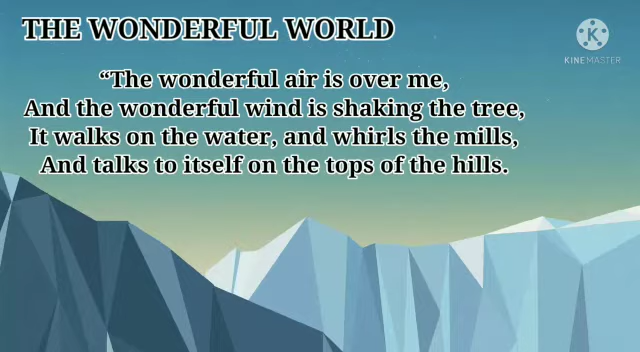 THE WONDERFUL WORLD
K
KINEMASTER
“The wonderful air is over me,
And the wonderful wind is shaking the tree,
It walks on the water, and whirls the mills,
And talks to itself on the tops of the hills.